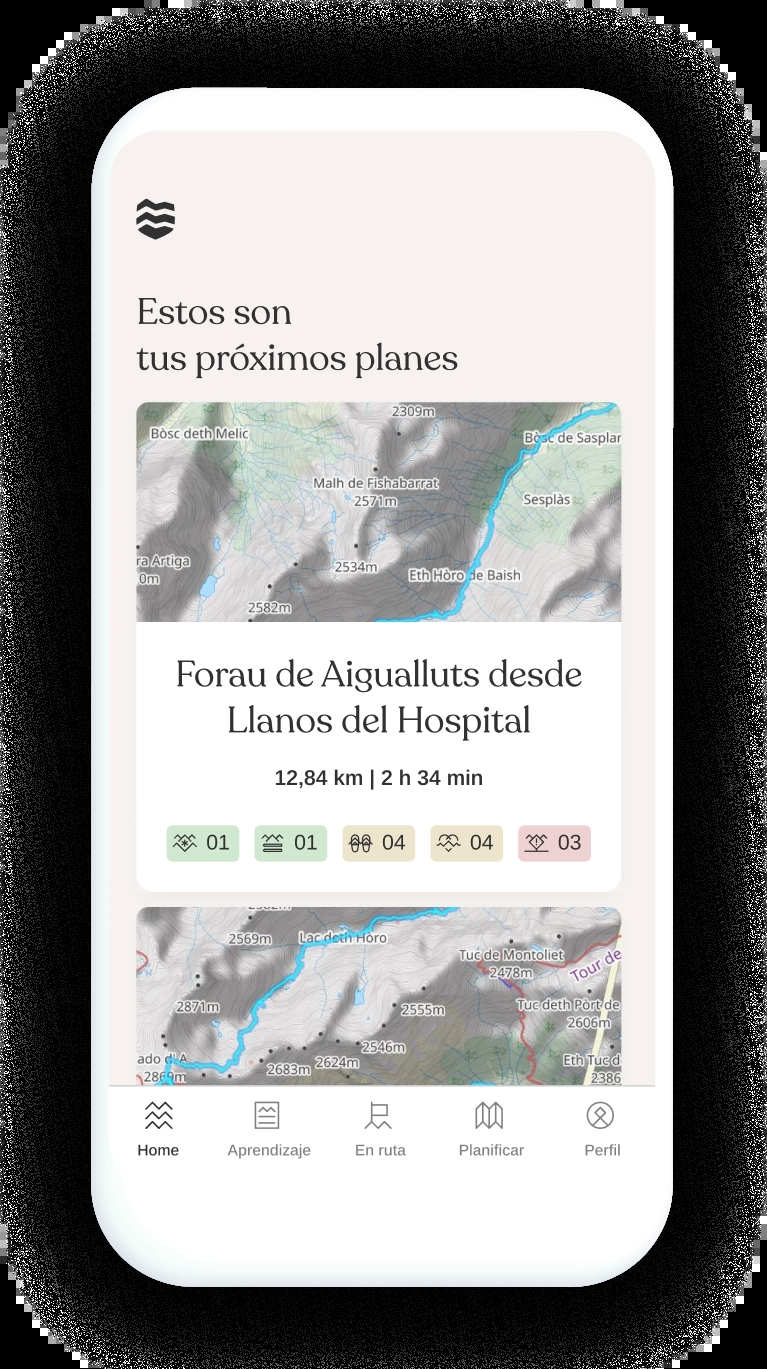 Estos son
tus próximos planes
2309m
Bòsc deth Melic
Bòsc de Sasplan
Malh de Fishabarrat
2571m
Sesplàs
ra Artiga
0m
2534m
Eth Hòro de Baish
2582m
Forau de Aigualluts desde
Llanos del Hospital
12,84 km | 2 h 34 min
01 01 04 04 03
2569m
Lac deth Hòro
Tuc de Montoliet
2478m
Tour de
2871m
2555m
Tuc deth Pòrt de
2606m
2546m
2624m
2683m
ado d'A
2869m
Eth Tuc d
2386
Home Aprendizaje En ruta Planificar Perfil